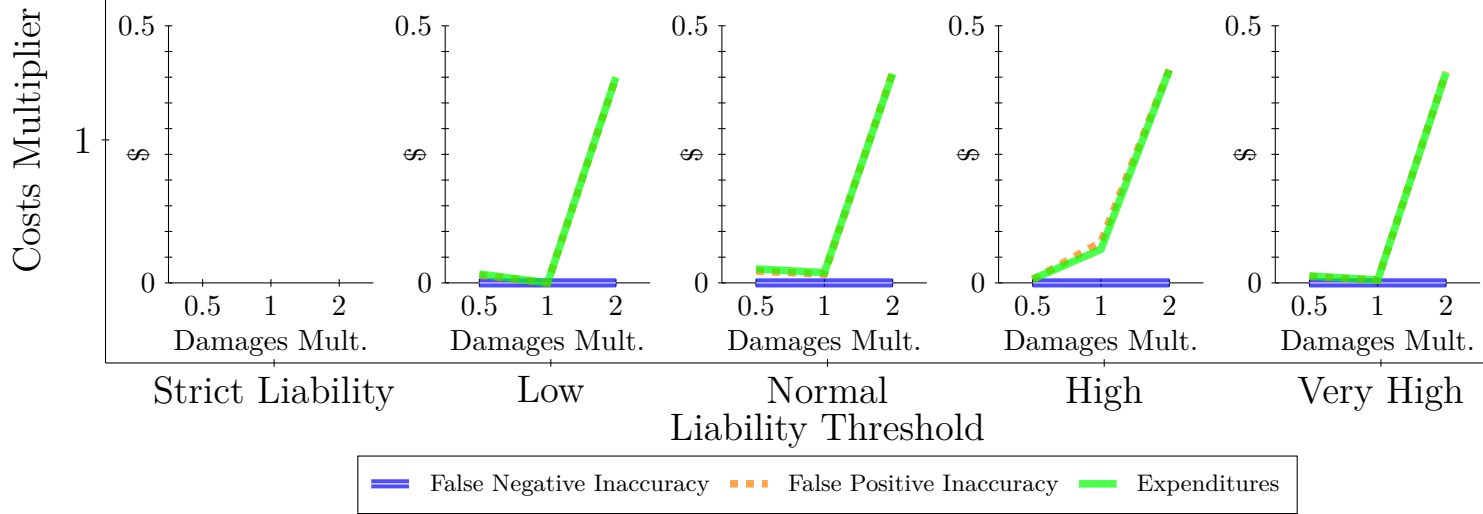 Costs Multiplier
1
0.5
$
0
0.5 1 2
Damages Mult.
0.5
$
0
0.5 1 2
Damages Mult.
0.5
$
0
0.5 1 2
Damages Mult.
0.5
$
0
0.5 1 2
Damages Mult.
0.5
$
0
0.5 1 2
Damages Mult.
Strict Liability Low Normal High Very High
Liability Threshold
False Negative Inaccuracy False Positive Inaccuracy Expenditures